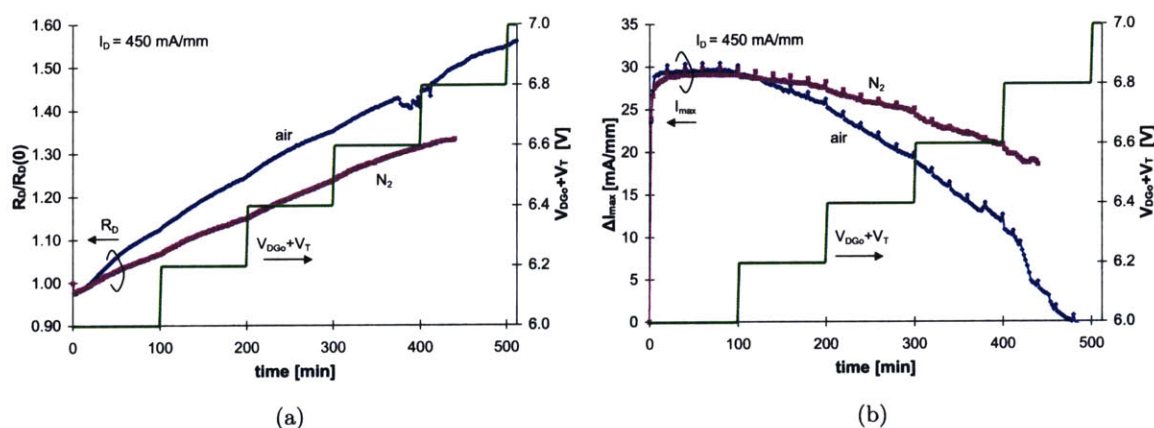 1.60
1.50
1.40
1.30
1.20
1.10
1.00
0.90
R_D/R_D(0)
I_D = 450 mA/mm
air
N_2
R_D
V_DGo+V_T
7.0
6.8
6.6
6.4
6.2
6.0
V_DGo+V_T [V]
0 100 200 300 400 500
time [min]
(a)
35
30
25
20
15
10
5
0
ΔI_max [mA/mm]
I_D = 450 mA/mm
N_2
I_max
air
V_DGo+V_T
7.0
6.8
6.6
6.4
6.2
6.0
V_DGo+V_T [V]
0 100 200 300 400 500
time [min]
(b)